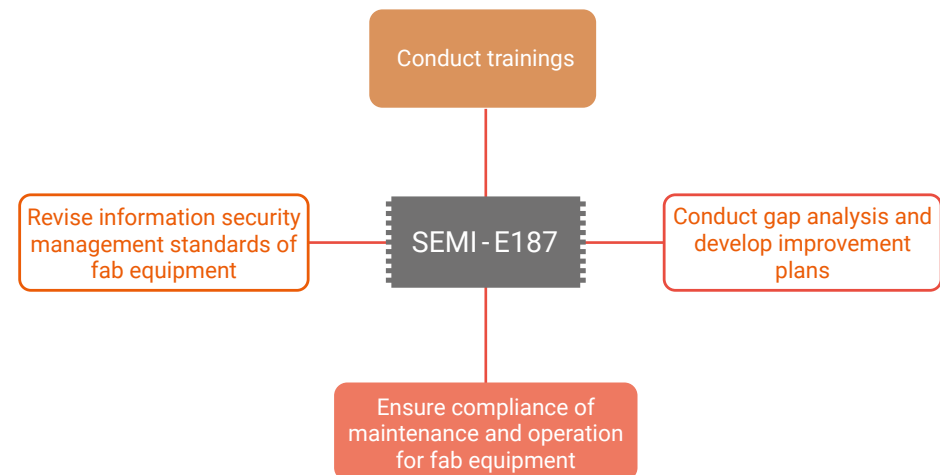 Conduct trainings
Revise information security
management standards of
fab equipment
SEMI-E187
Conduct gap analysis and
develop improvement
plans
Ensure compliance of
maintenance and operation
for fab equipment